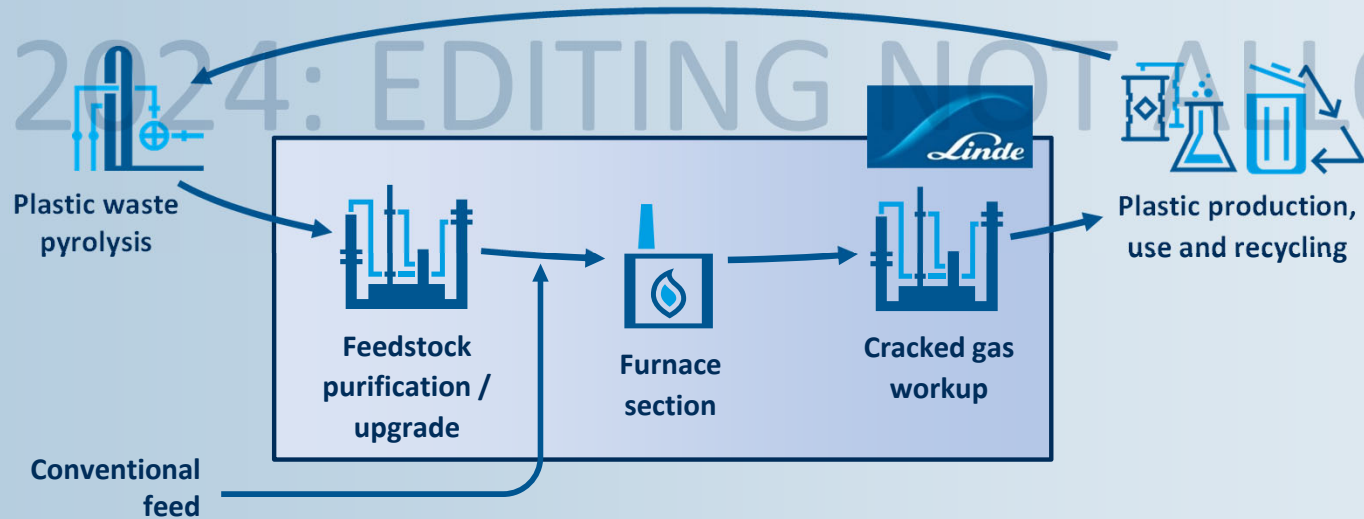 2024: EDITING NOT ALLO
Linde
Plastic waste
pyrolysis
Plastic production,
use and recycling
Feedstock
purification /
upgrade
Furnace
section
Cracked gas
workup
Conventional
feed